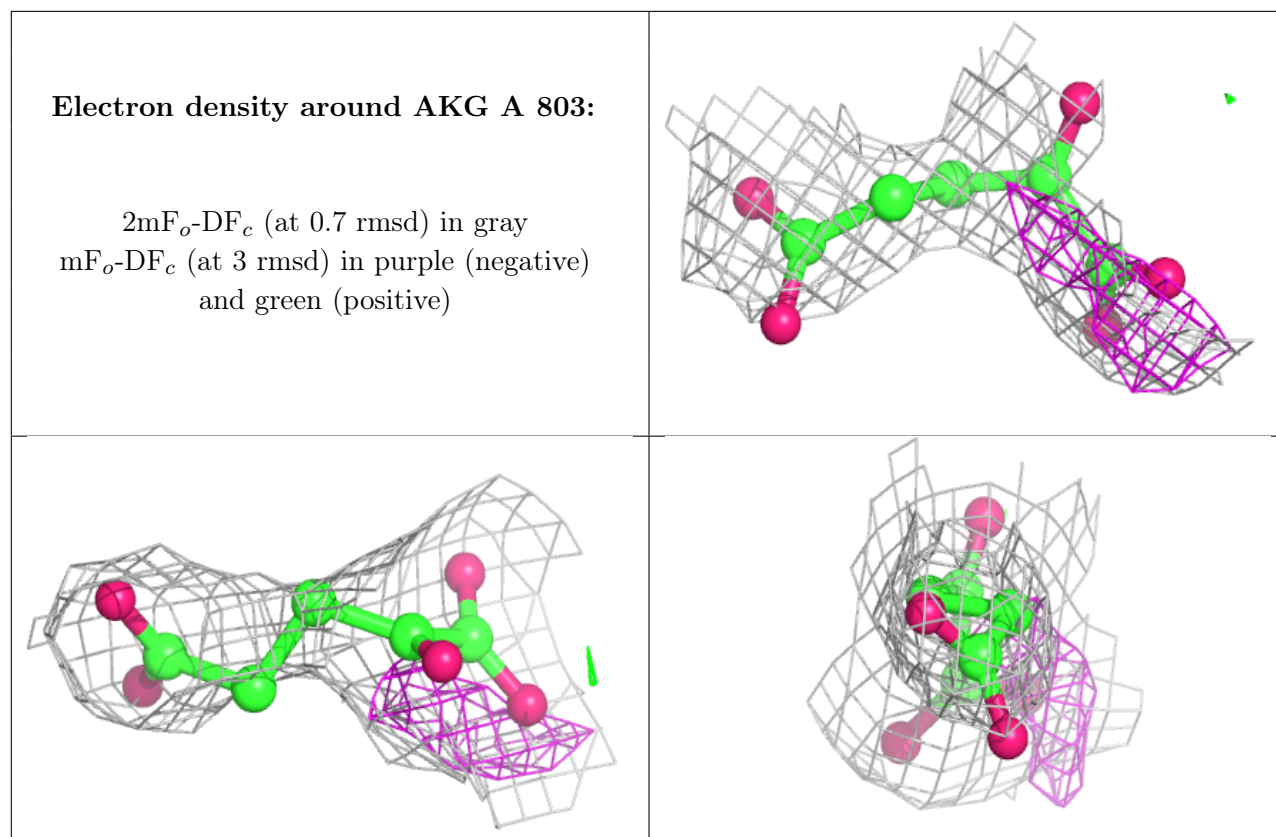 Electron density around AKG A 803:
2mFₒ-DF𝒸 (at 0.7 rmsd) in gray
mFₒ-DF𝒸 (at 3 rmsd) in purple (negative)
and green (positive)